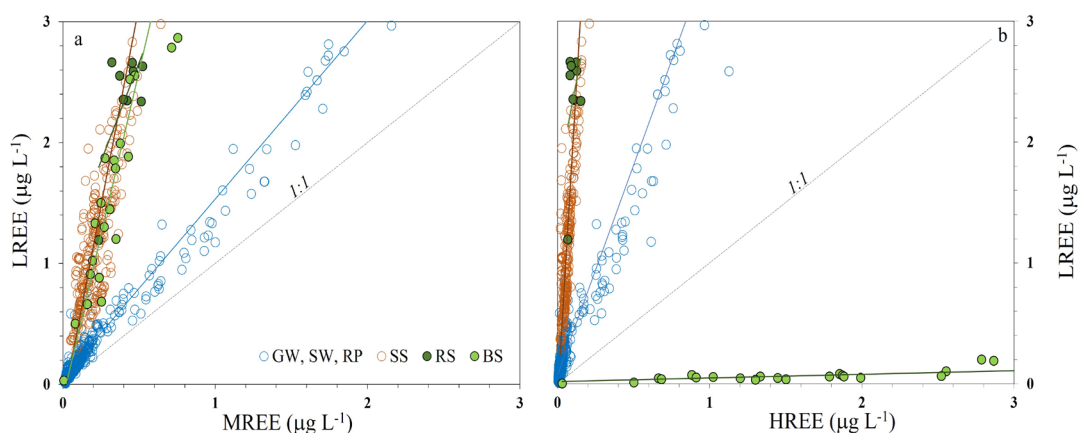 3
a
2
1
0
LREE (µg L⁻¹)
1:1
GW, SW, RP SS RS BS
0 1 2 3
MREE (µg L⁻¹)
3
b
2
1
0
LREE (µg L⁻¹)
1:1
0 1 2 3
HREE (µg L⁻¹)